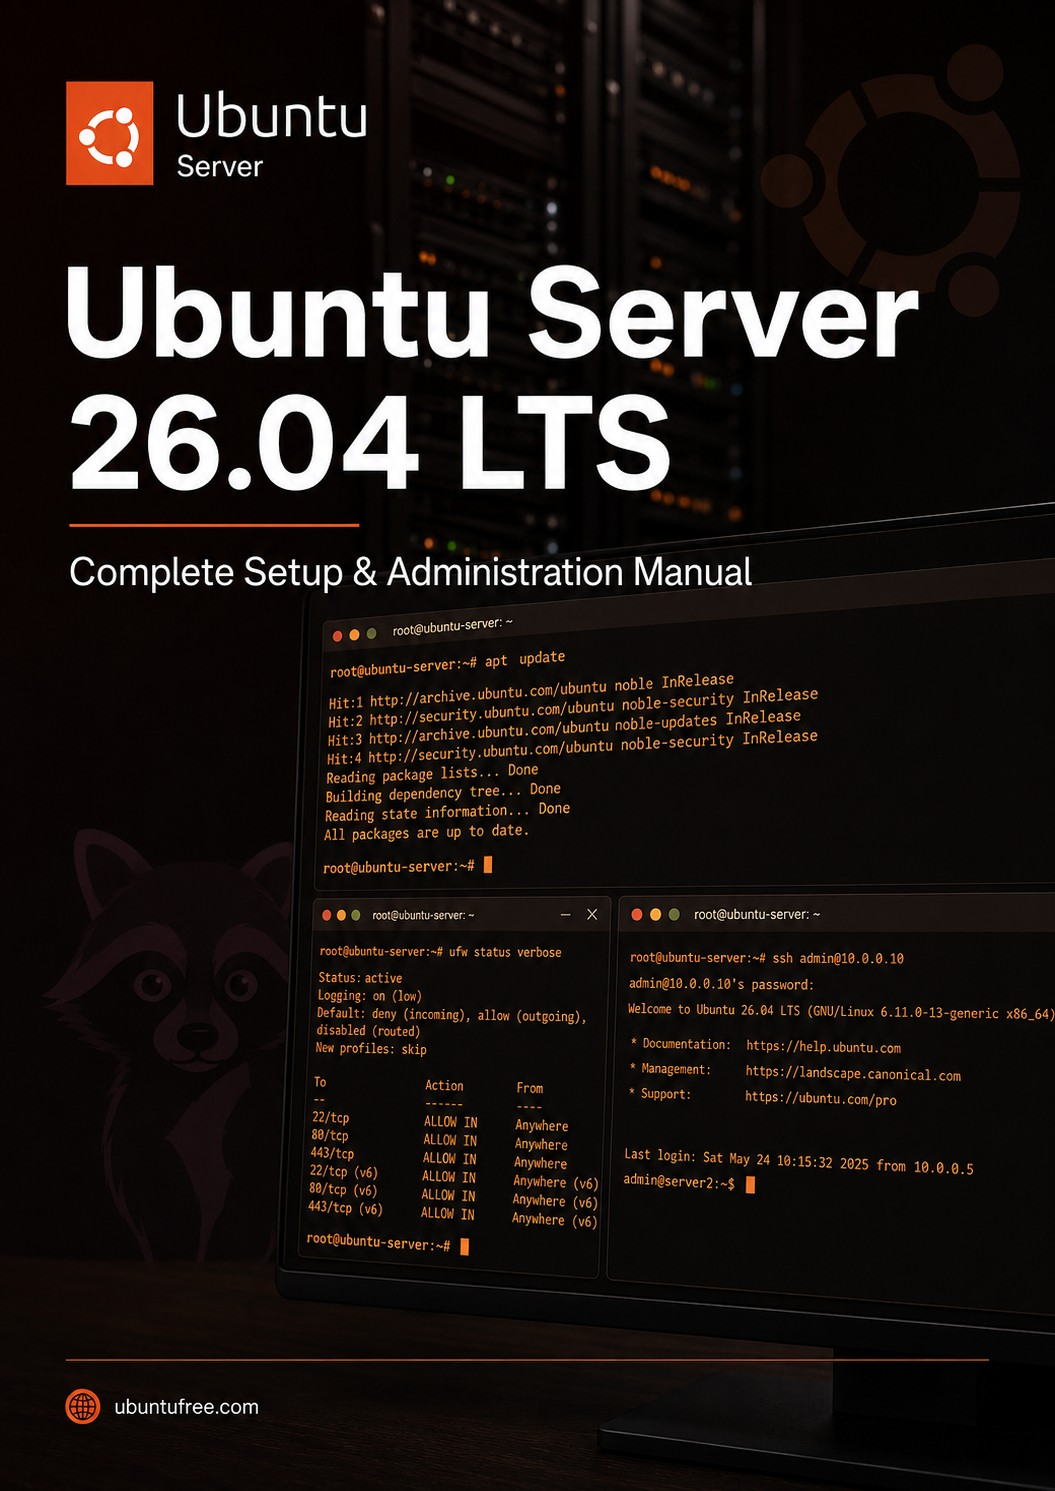 Ubuntu
Server
Ubuntu Server
26.04 LTS
Complete Setup & Administration Manual
root@ubuntu-server: ~
root@ubuntu-server:~# apt update
Hit:1 http://archive.ubuntu.com/ubuntu noble InRelease
Hit:2 http://security.ubuntu.com/ubuntu noble-security InRelease
Hit:3 http://archive.ubuntu.com/ubuntu noble-updates InRelease
Hit:4 http://security.ubuntu.com/ubuntu noble-security InRelease
Reading package lists... Done
Building dependency tree... Done
Reading state information... Done
All packages are up to date.
root@ubuntu-server:~#
root@ubuntu-server: ~
root@ubuntu-server:~# ufw status verbose
Status: active
Logging: on (low)
Default: deny (incoming), allow (outgoing),
disabled (routed)
New profiles: skip
To Action From
-- ------ ----
22/tcp ALLOW IN Anywhere
80/tcp ALLOW IN Anywhere
443/tcp ALLOW IN Anywhere
22/tcp (v6) ALLOW IN Anywhere (v6)
80/tcp (v6) ALLOW IN Anywhere (v6)
443/tcp (v6) ALLOW IN Anywhere (v6)
root@ubuntu-server:~#
root@ubuntu-server: ~
root@ubuntu-server:~# ssh admin@10.0.0.10
admin@10.0.0.10's password:
Welcome to Ubuntu 26.04 LTS (GNU/Linux 6.11.0-13-generic x86_64)
* Documentation: https://help.ubuntu.com
* Management: https://landscape.canonical.com
* Support: https://ubuntu.com/pro
Last login: Sat May 24 10:15:32 2025 from 10.0.0.5
admin@server2:~$
ubuntufree.com